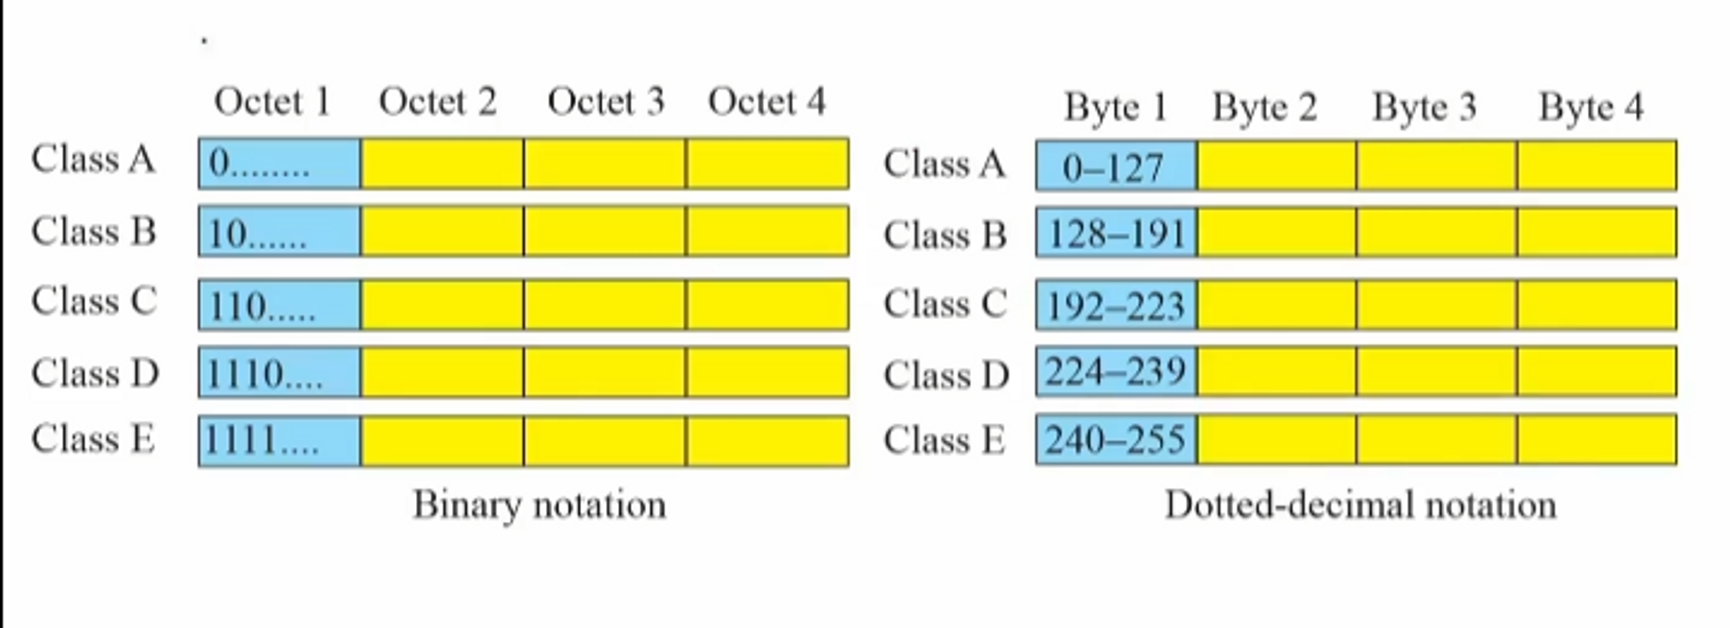 Octet 1 Octet 2 Octet 3 Octet 4
Class A 0........
Class B 10......
Class C 110.....
Class D 1110....
Class E 1111....
Binary notation
Byte 1 Byte 2 Byte 3 Byte 4
Class A 0–127
Class B 128–191
Class C 192–223
Class D 224–239
Class E 240–255
Dotted-decimal notation